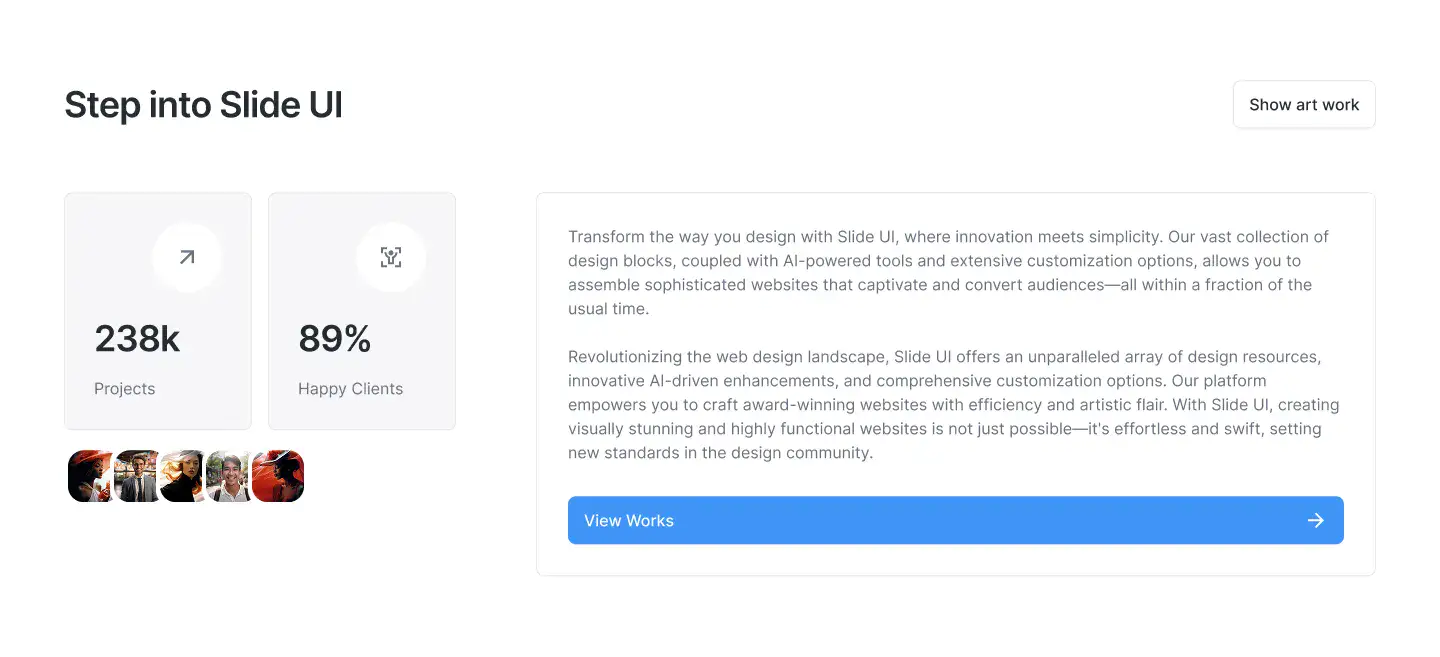 Step into Slide UI
Show art work
238k
Projects
89%
Happy Clients
Transform the way you design with Slide UI, where innovation meets simplicity. Our vast collection of
design blocks, coupled with AI-powered tools and extensive customization options, allows you to
assemble sophisticated websites that captivate and convert audiences—all within a fraction of the
usual time.
Revolutionizing the web design landscape, Slide UI offers an unparalleled array of design resources,
innovative AI-driven enhancements, and comprehensive customization options. Our platform
empowers you to craft award-winning websites with efficiency and artistic flair. With Slide UI, creating
visually stunning and highly functional websites is not just possible—it's effortless and swift, setting
new standards in the design community.
View Works